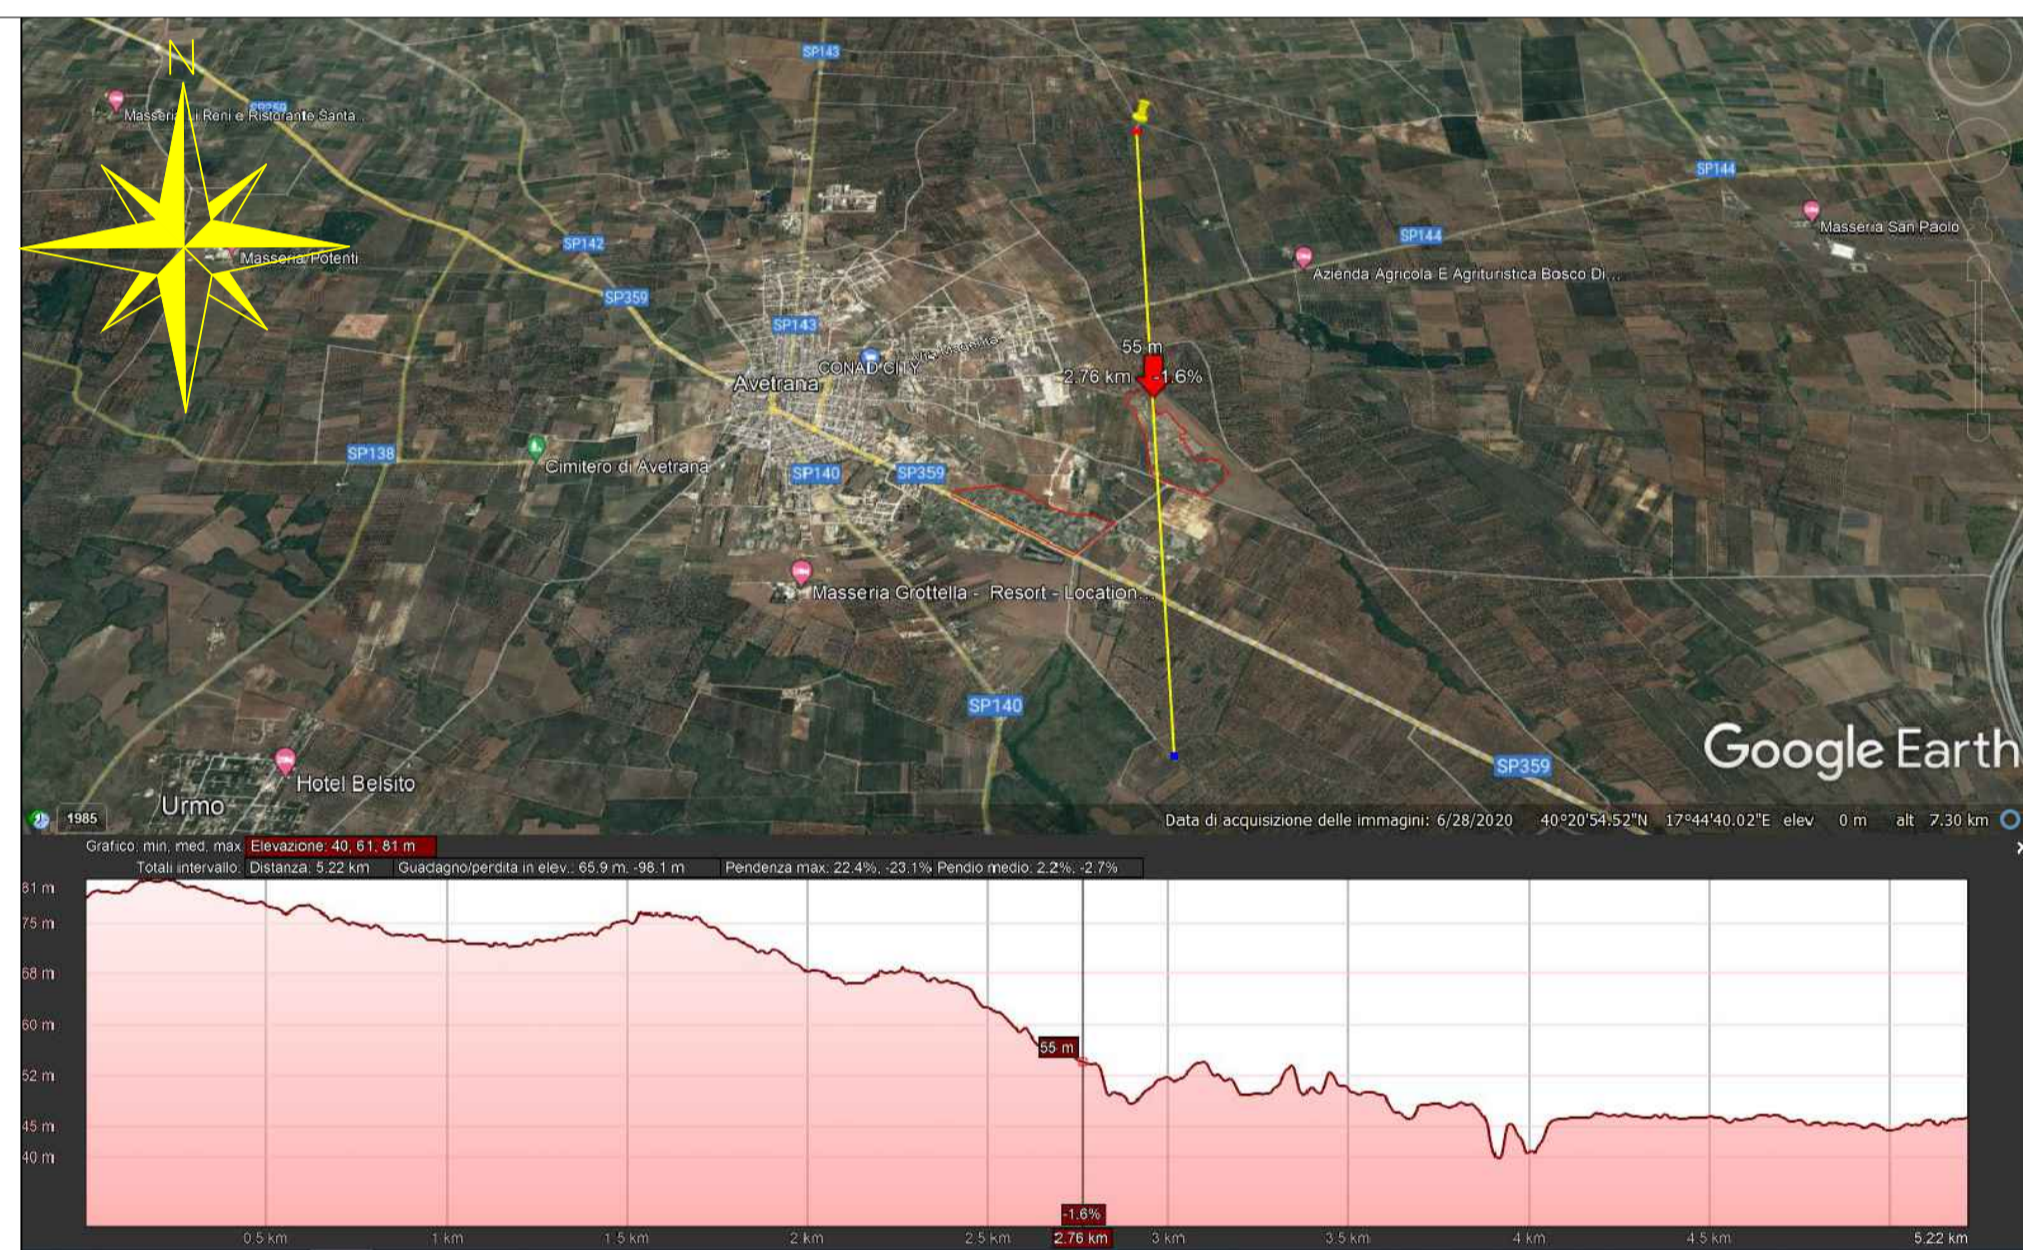 N
SP143
SP359
Masseria Li Reni e Ristorante Santa...
SP144
Masseria San Paolo
SP142
SP144
Masseria Potenti
Azienda Agricola E Agrituristica Bosco Di...
SP359
SP143
55 m
CONAD CITY
2.76 km
-1.6%
Avetrana
SP138
Cimitero di Avetrana
SP140
SP359
Masseria Grottella - Resort - Location...
SP140
Google Earth
SP359
Hotel Belsito
Urmo
1985
Data di acquisizione delle immagini: 6/28/2020 40°20'54.52"N 17°44'40.02"E elev 0 m alt 7.30 km
Grafico: min, med, max Elevazione: 40, 61, 81 m
Totali intervallo: Distanza: 5.22 km Guadagno/perdita in elev.: 65.9 m, -98.1 m Pendenza max: 22.4%, -23.1% Pendio medio: 2.2%, -2.7%
81 m
75 m
68 m
60 m
55 m
52 m
45 m
40 m
-1.6%
0.5 km 1 km 1.5 km 2 km 2.5 km 2.76 km 3 km 3.5 km 4 km 4.5 km 5.22 km